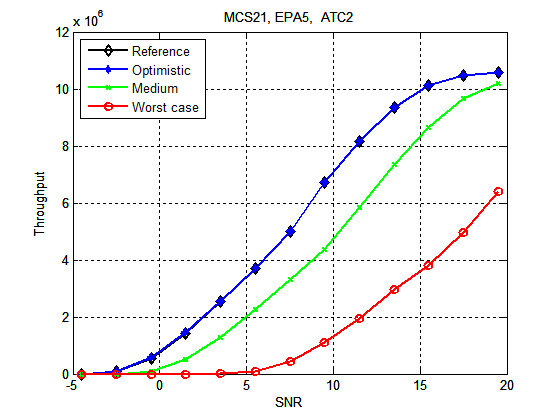 MCS21, EPA5,  ATC2
x 10^6
12
10
8
6
4
2
0
Throughput
Reference
Optimistic
Medium
Worst case
-5 0 5 10 15 20
SNR